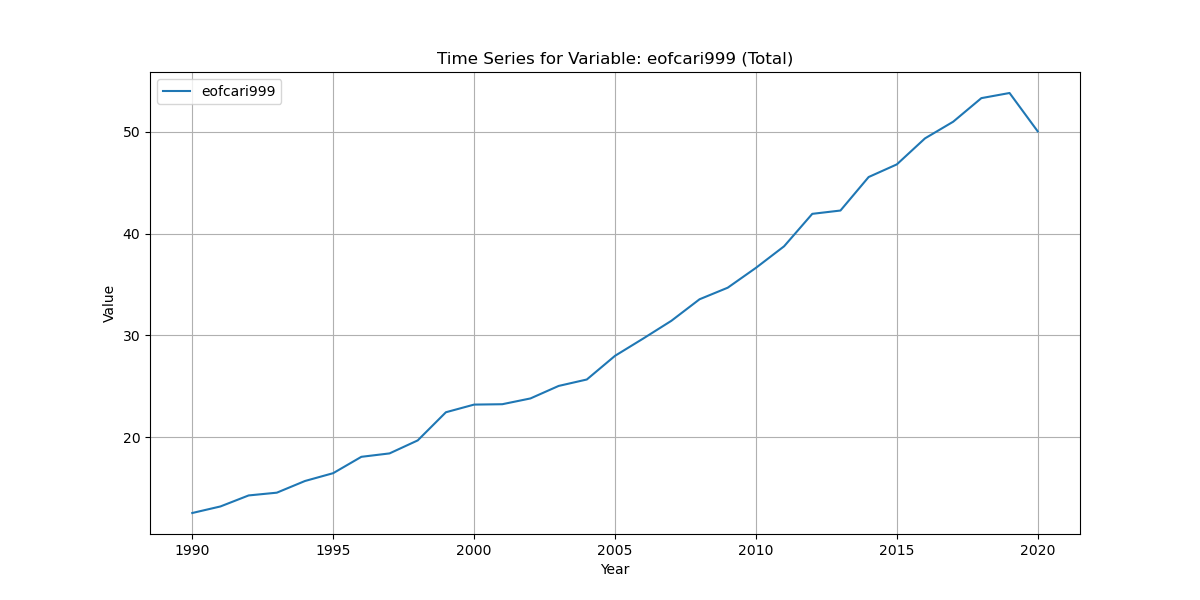 Time Series for Variable: eofcari999 (Total)
eofcari999
50
40
30
20
Value
1990 1995 2000 2005 2010 2015 2020
Year